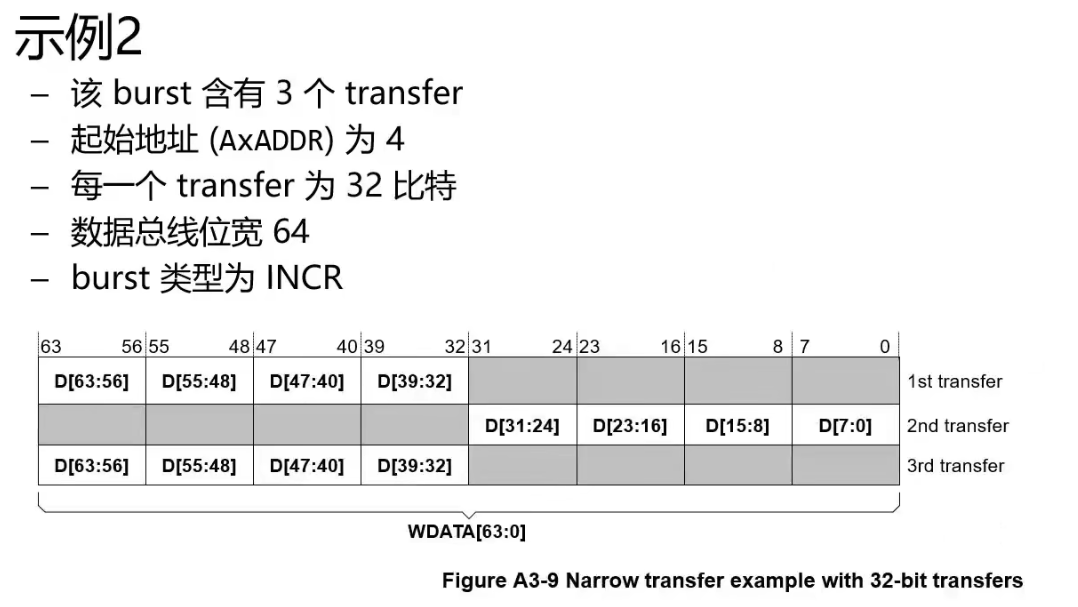 示例2
– 该 burst 含有 3 个 transfer
– 起始地址 (AxADDR) 为 4
– 每一个 transfer 为 32 比特
– 数据总线位宽 64
– burst 类型为 INCR
63 56 55 48 47 40 39 32 31 24 23 16 15 8 7 0
D[63:56] D[55:48] D[47:40] D[39:32] 1st transfer
D[31:24] D[23:16] D[15:8] D[7:0] 2nd transfer
D[63:56] D[55:48] D[47:40] D[39:32] 3rd transfer
WDATA[63:0]
Figure A3-9 Narrow transfer example with 32-bit transfers